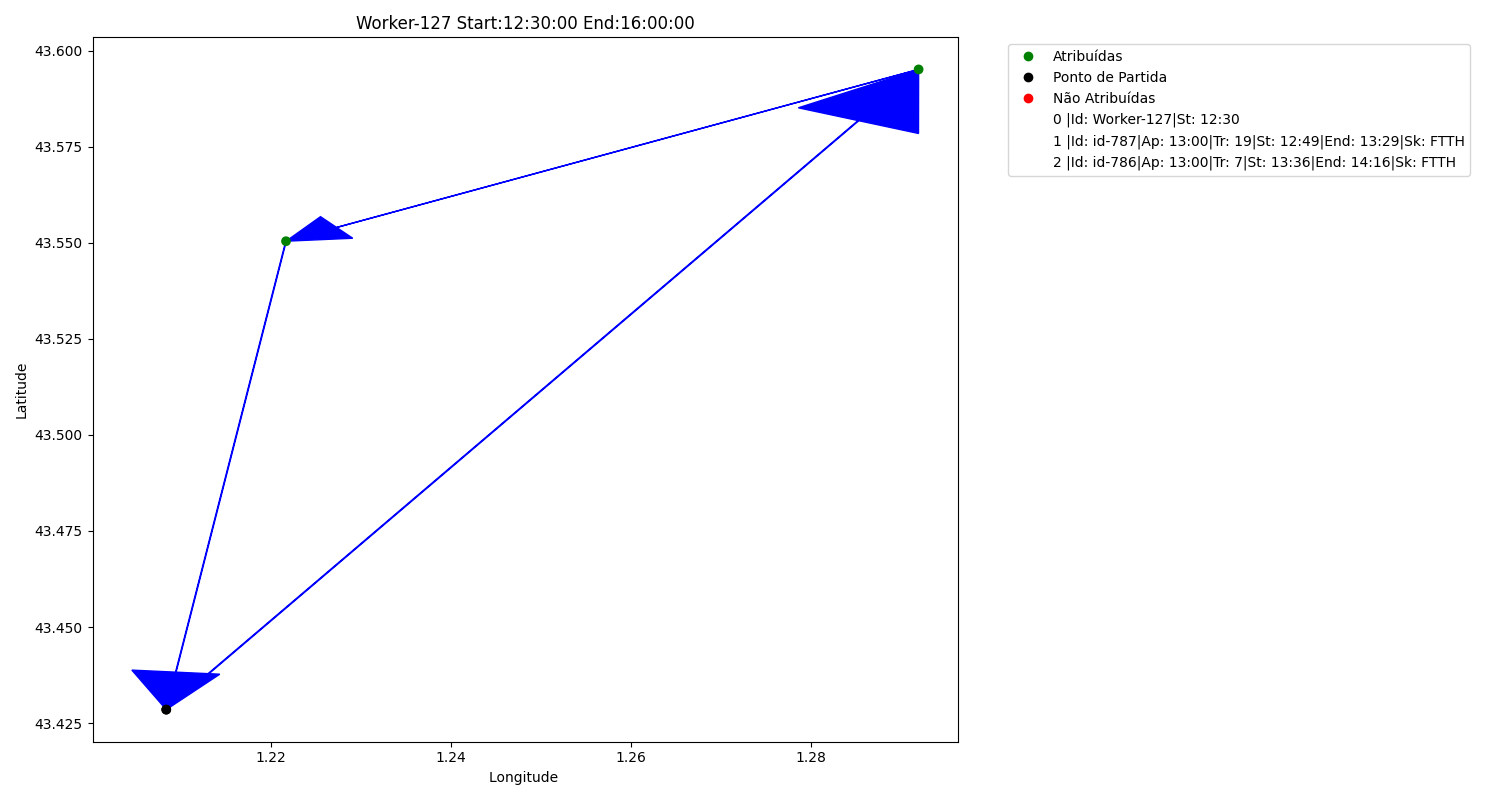 Worker-127 Start:12:30:00 End:16:00:00
43.600
43.575
43.550
43.525
43.500
43.475
43.450
43.425
Latitude
1.22
1.24
1.26
1.28
Longitude
Atribuídas
Ponto de Partida
Não Atribuídas
0 |Id: Worker-127|St: 12:30
1 |Id: id-787|Ap: 13:00|Tr: 19|St: 12:49|End: 13:29|Sk: FTTH
2 |Id: id-786|Ap: 13:00|Tr: 7|St: 13:36|End: 14:16|Sk: FTTH